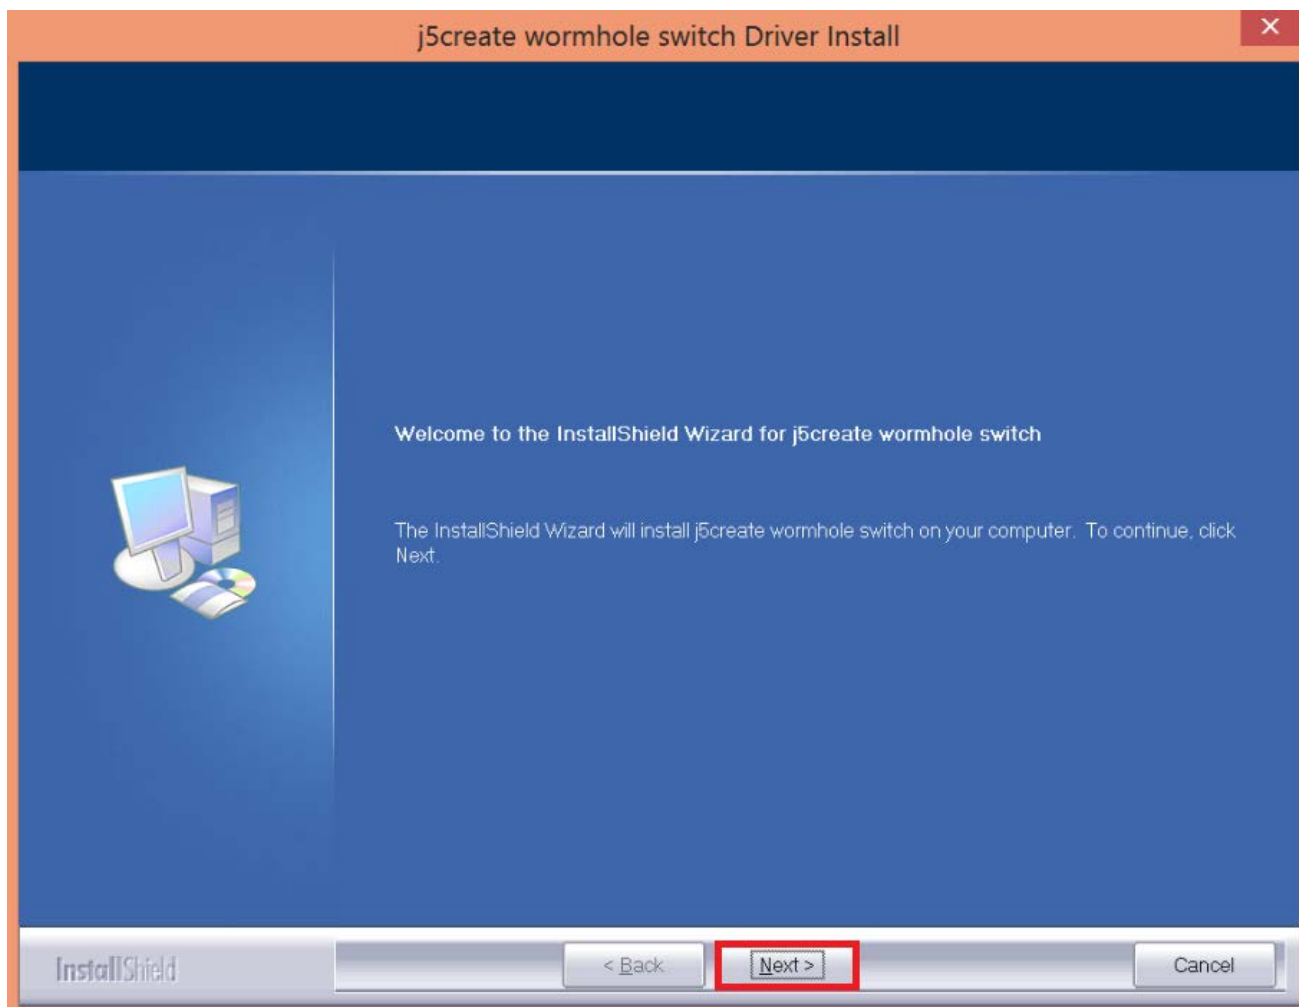 j5create wormhole switch Driver Install
Welcome to the InstallShield Wizard for j5create wormhole switch
The InstallShield Wizard will install j5create wormhole switch on your computer. To continue, click
Next.
InstallShield
< Back
Next >
Cancel